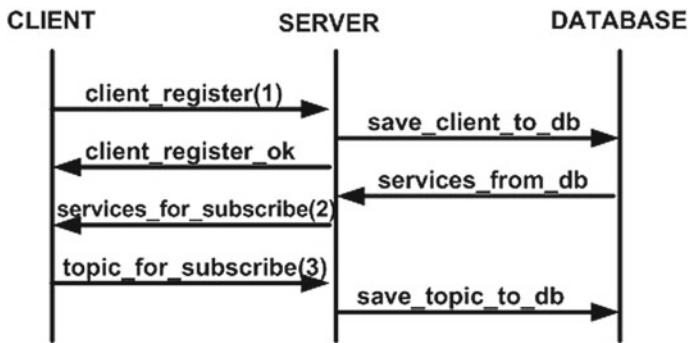 CLIENT SERVER DATABASE
client_register(1)
save_client_to_db
client_register_ok
services_from_db
services_for_subscribe(2)
topic_for_subscribe(3)
save_topic_to_db